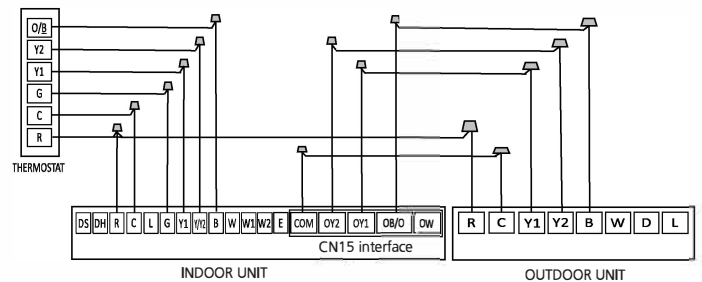 O/B
Y2
Y1
G
C
R
THERMOSTAT
DS DH R C L G Y1 Y/Y2 B W W1 W2 E COM OY2 OY1 OB/O OW
CN15 interface
INDOOR UNIT
R C Y1 Y2 B W D L
OUTDOOR UNIT